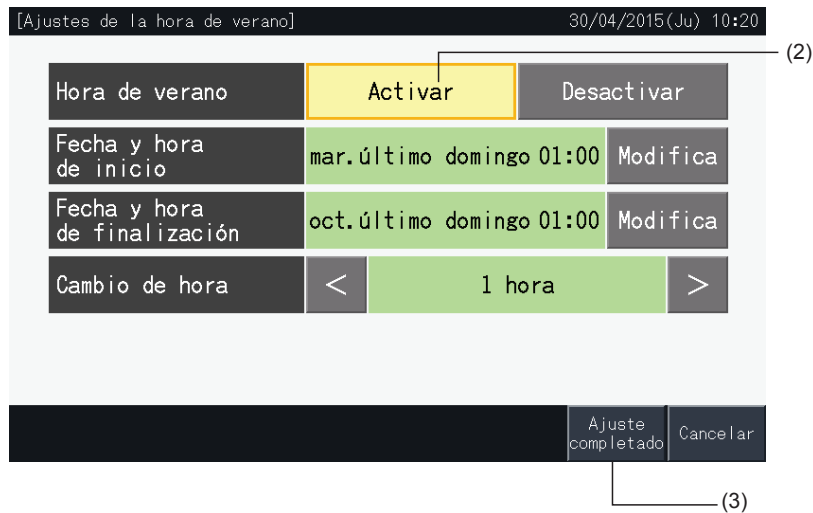 [Ajustes de la hora de verano] 30/04/2015(Ju) 10:20
(2)
Hora de verano Activar Desactivar
Fecha y hora
de inicio
mar.último domingo 01:00 Modifica
Fecha y hora
de finalización
oct.último domingo 01:00 Modifica
Cambio de hora < 1 hora >
Ajuste
completado
Cancelar
(3)